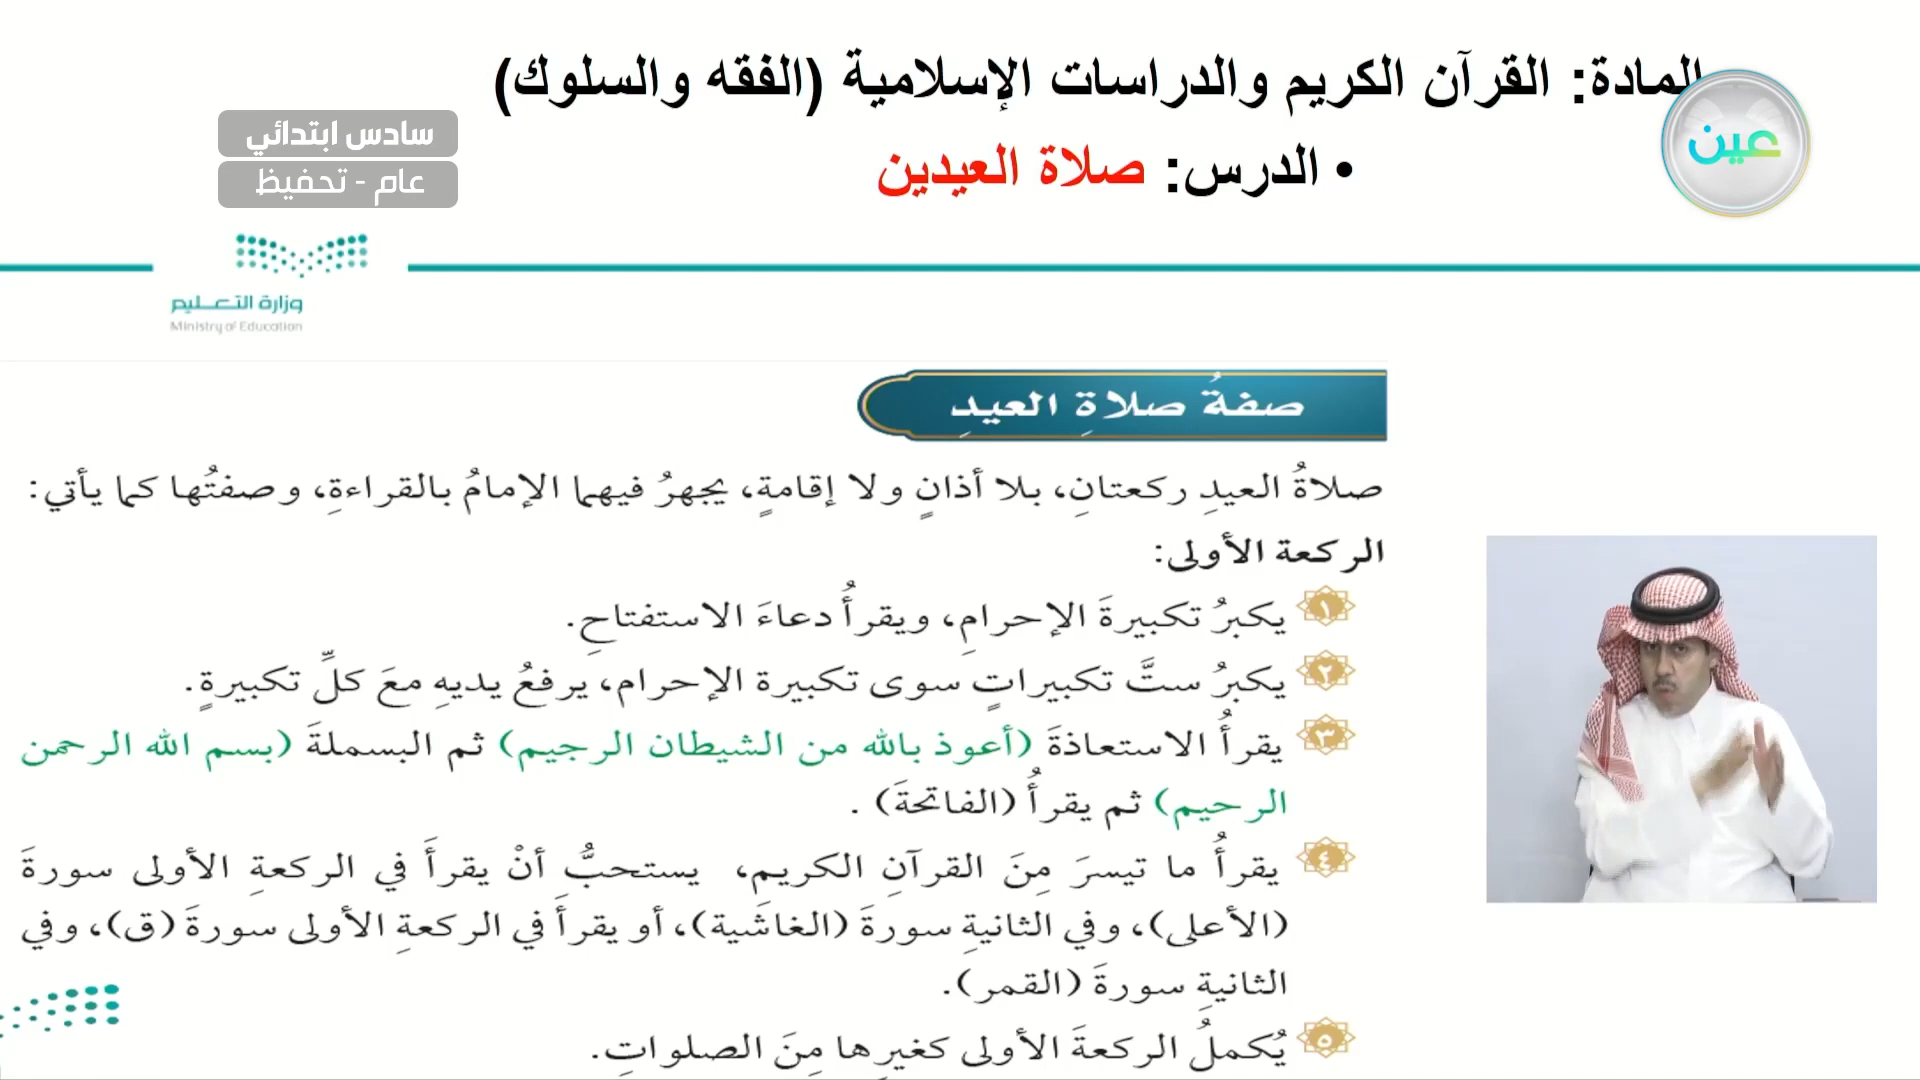 المادة: القرآن الكريم والدراسات الإسلامية (الفقه والسلوك)
عين
سادس ابتدائي
• الدرس: صلاة العيدين
عام - تحفيظ
وزارة التعليم
Ministry of Education
صفةُ صلاةِ العيدِ
صلاةُ العيدِ ركعتانِ، بلا أذانٍ ولا إقامةٍ، يجهرُ فيهما الإمامُ بالقراءةِ، وصفتُها كما يأتي:
الركعة الأولى:
١ يكبرُ تكبيرةَ الإحرامِ، ويقرأُ دعاءَ الاستفتاحِ.
٢ يكبرُ ستَّ تكبيراتٍ سوى تكبيرة الإحرام، يرفعُ يديهِ معَ كلِّ تكبيرةٍ.
٣ يقرأُ الاستعاذةَ (أعوذ بالله من الشيطان الرجيم) ثم البسملةَ (بسم الله الرحمن
الرحيم) ثم يقرأُ (الفاتحةَ) .
٤ يقرأُ ما تيسرَ مِنَ القرآنِ الكريمِ، يستحبُّ أنْ يقرأَ في الركعةِ الأولى سورةَ
(الأعلى)، وفي الثانيةِ سورةَ (الغاشية)، أو يقرأَ في الركعةِ الأولى سورةَ (ق)، وفي
الثانيةِ سورةَ (القمر).
٥ يُكملُ الركعةَ الأولى كغيرِها مِنَ الصلواتِ.